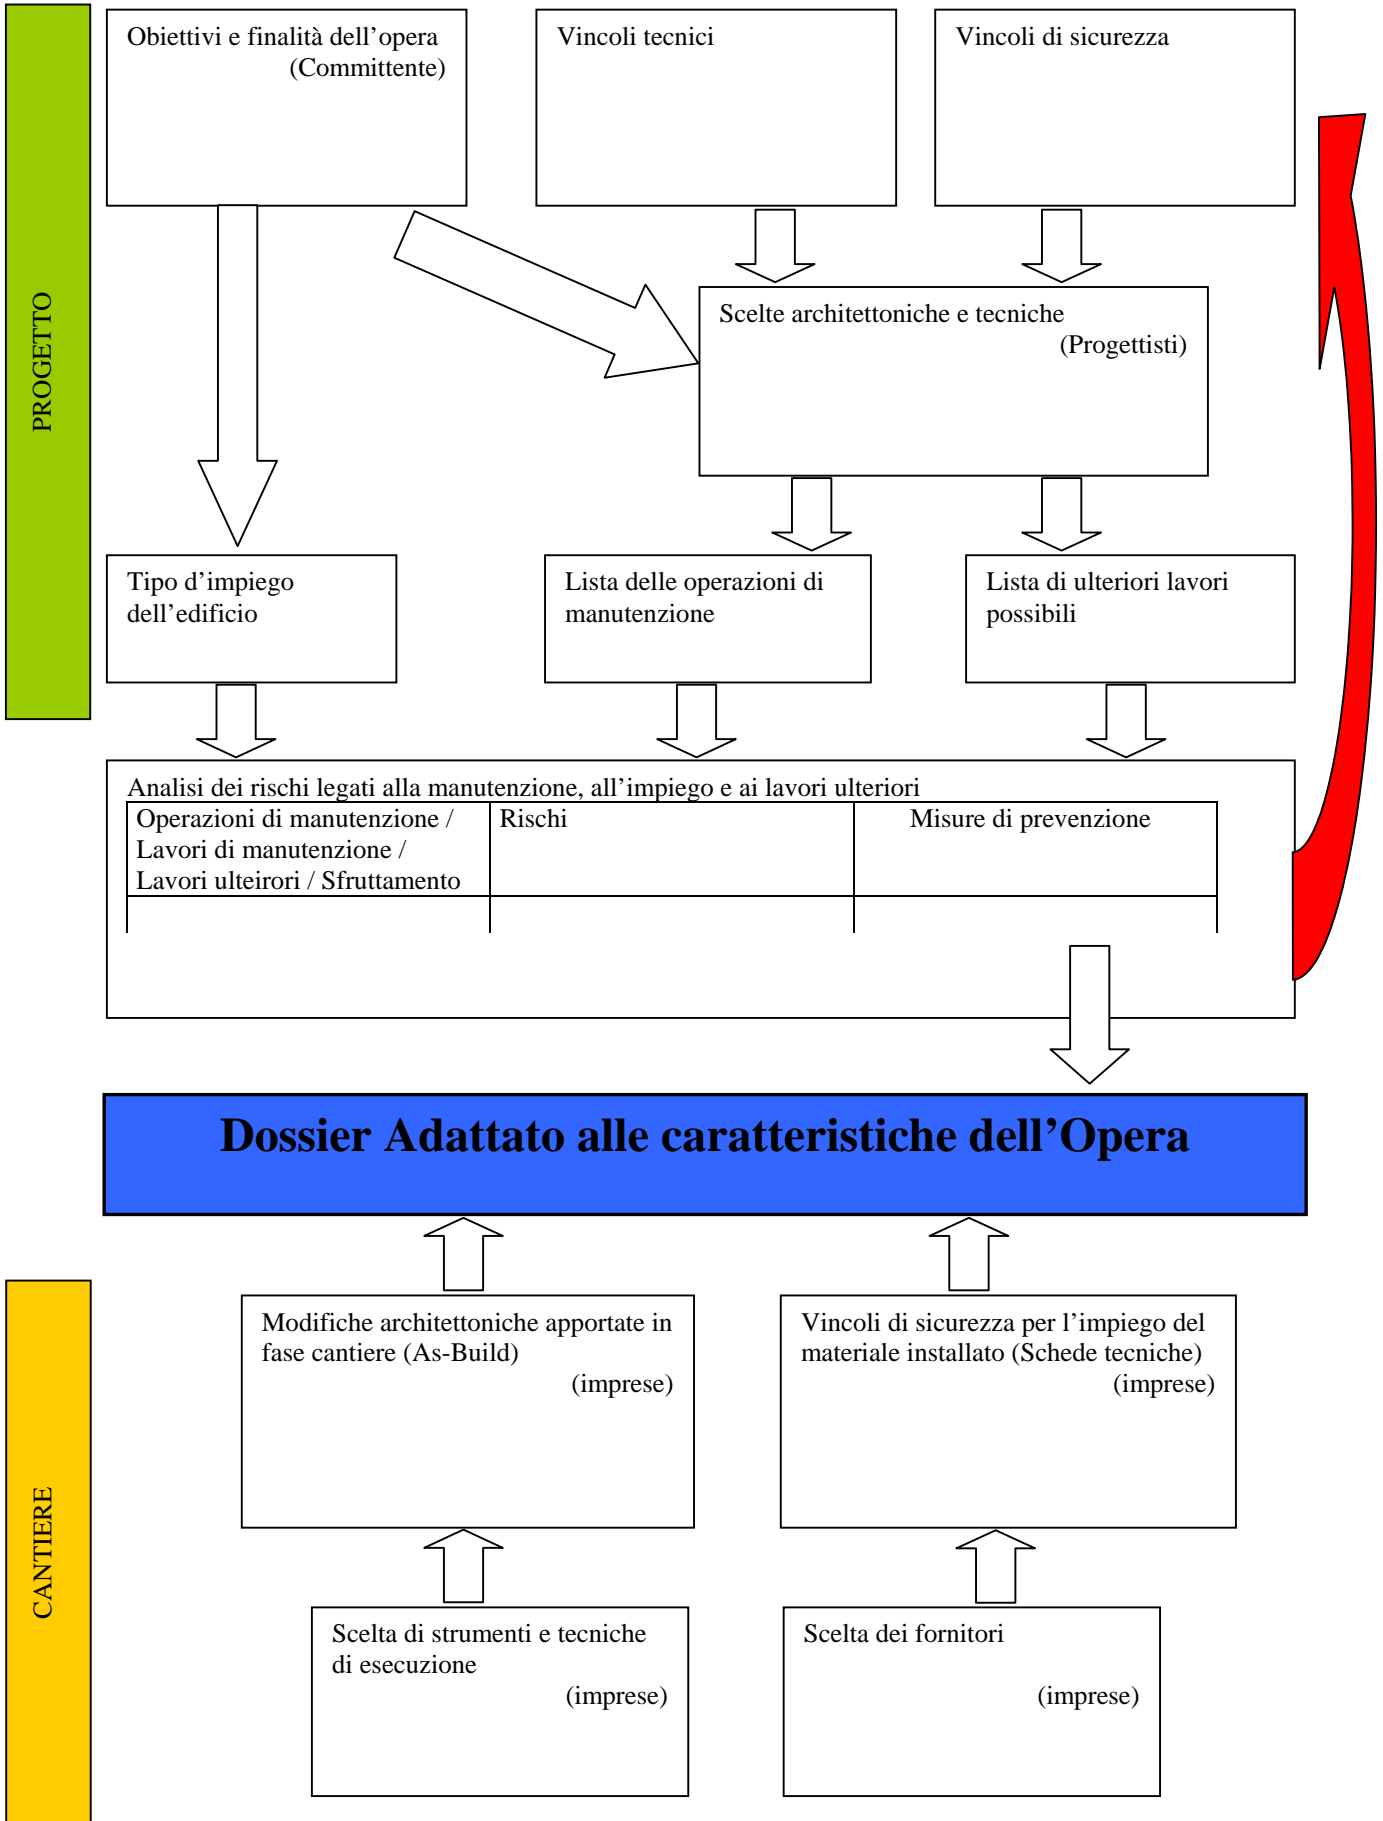 PROGETTO
Obiettivi e finalità dell’opera
(Committente)
Vincoli tecnici
Vincoli di sicurezza
Scelte architettoniche e tecniche
(Progettisti)
Tipo d’impiego
dell’edificio
Lista delle operazioni di
manutenzione
Lista di ulteriori lavori
possibili
Analisi dei rischi legati alla manutenzione, all’impiego e ai lavori ulteriori
Operazioni di manutenzione /
Lavori di manutenzione /
Lavori ulteirori / Sfruttamento
Rischi
Misure di prevenzione
Dossier Adattato alle caratteristiche dell’Opera
CANTIERE
Modifiche architettoniche apportate in
fase cantiere (As-Build)
(imprese)
Vincoli di sicurezza per l’impiego del
materiale installato (Schede tecniche)
(imprese)
Scelta di strumenti e tecniche
di esecuzione
(imprese)
Scelta dei fornitori
(imprese)